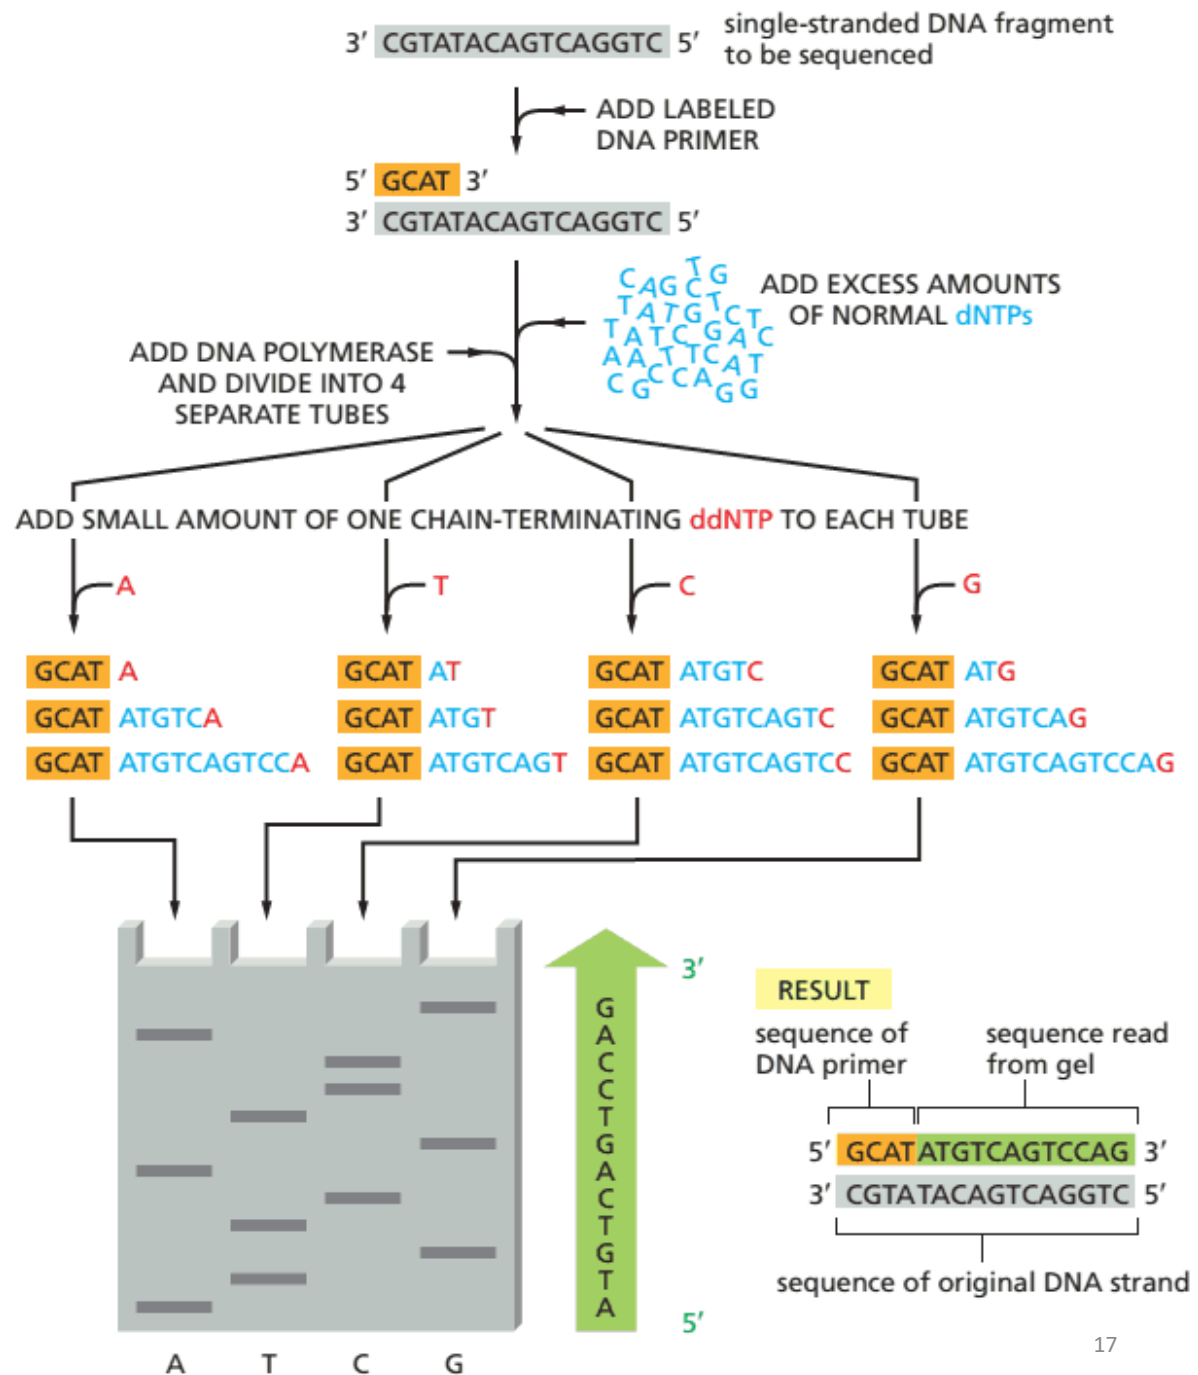 3′ CGTATACAGTCAGGTC 5′
single-stranded DNA fragment
to be sequenced
ADD LABELED
DNA PRIMER
5′ GCAT 3′
3′ CGTATACAGTCAGGTC 5′
C A G T C G
T A T G T C T
T A T C G A C
A A T T C A T
C G C C A G G
ADD EXCESS AMOUNTS
OF NORMAL dNTPs
ADD DNA POLYMERASE
AND DIVIDE INTO 4
SEPARATE TUBES
ADD SMALL AMOUNT OF ONE CHAIN-TERMINATING ddNTP TO EACH TUBE
A T C G
GCAT A GCAT AT GCAT ATGTC GCAT ATG
GCAT ATGTCA GCAT ATGT GCAT ATGTCAGTC GCAT ATGTCAG
GCAT ATGTCAGTCCA GCAT ATGTCAGT GCAT ATGTCAGTCC GCAT ATGTCAGTCCAG
3′
G
A
C
C
T
G
A
C
T
G
T
A
5′
A T C G
RESULT
sequence of
DNA primer
sequence read
from gel
5′ GCATATGTCAGTCCAG 3′
3′ CGTATACAGTCAGGTC 5′
sequence of original DNA strand
17